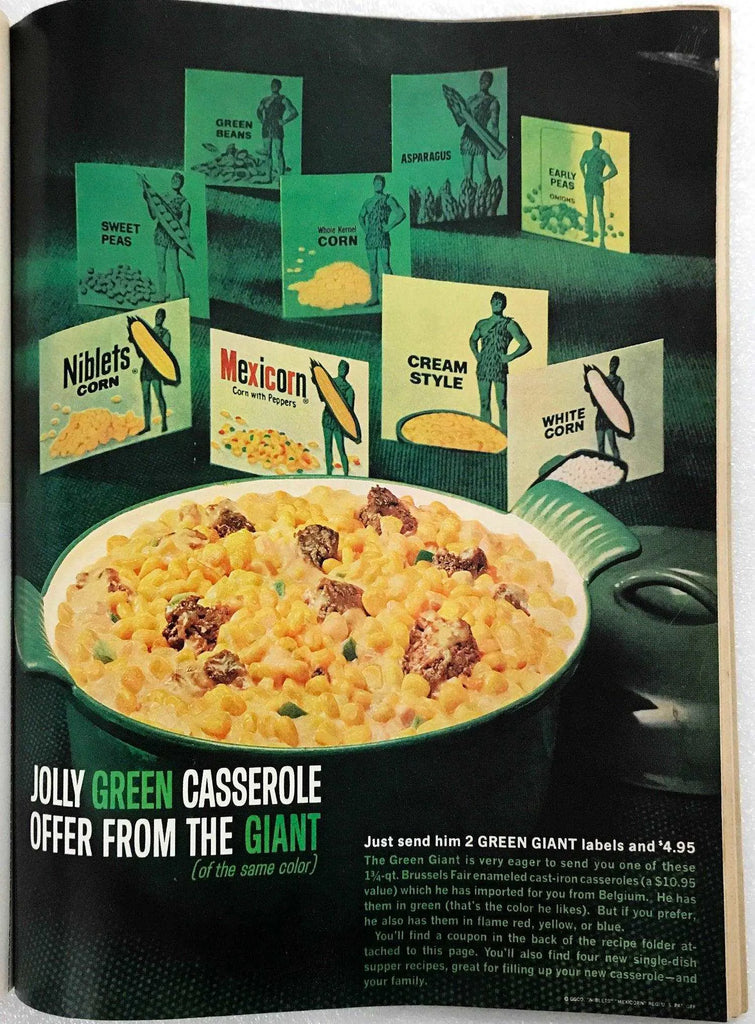 GREEN
BEANS
ASPARAGUS
EARLY
PEAS
ONIONS
SWEET
PEAS
Whole Kernel
CORN
Niblets®
CORN
Mexicorn®
Corn with Peppers
CREAM
STYLE
WHITE
CORN
JOLLY GREEN CASSEROLE
OFFER FROM THE GIANT
(of the same color)
Just send him 2 GREEN GIANT labels and $4.95
The Green Giant is very eager to send you one of these
1¾-qt. Brussels Fair enameled cast-iron casseroles (a $10.95
value) which he has imported for you from Belgium. He has
them in green (that's the color he likes). But if you prefer,
he also has them in flame red, yellow, or blue.
You'll find a coupon in the back of the recipe folder at-
tached to this page. You'll also find four new single-dish
supper recipes, great for filling up your new casserole—and
your family.
© GGCO. "NIBLETS" "MEXICORN" REG. U. S. PAT. OFF.